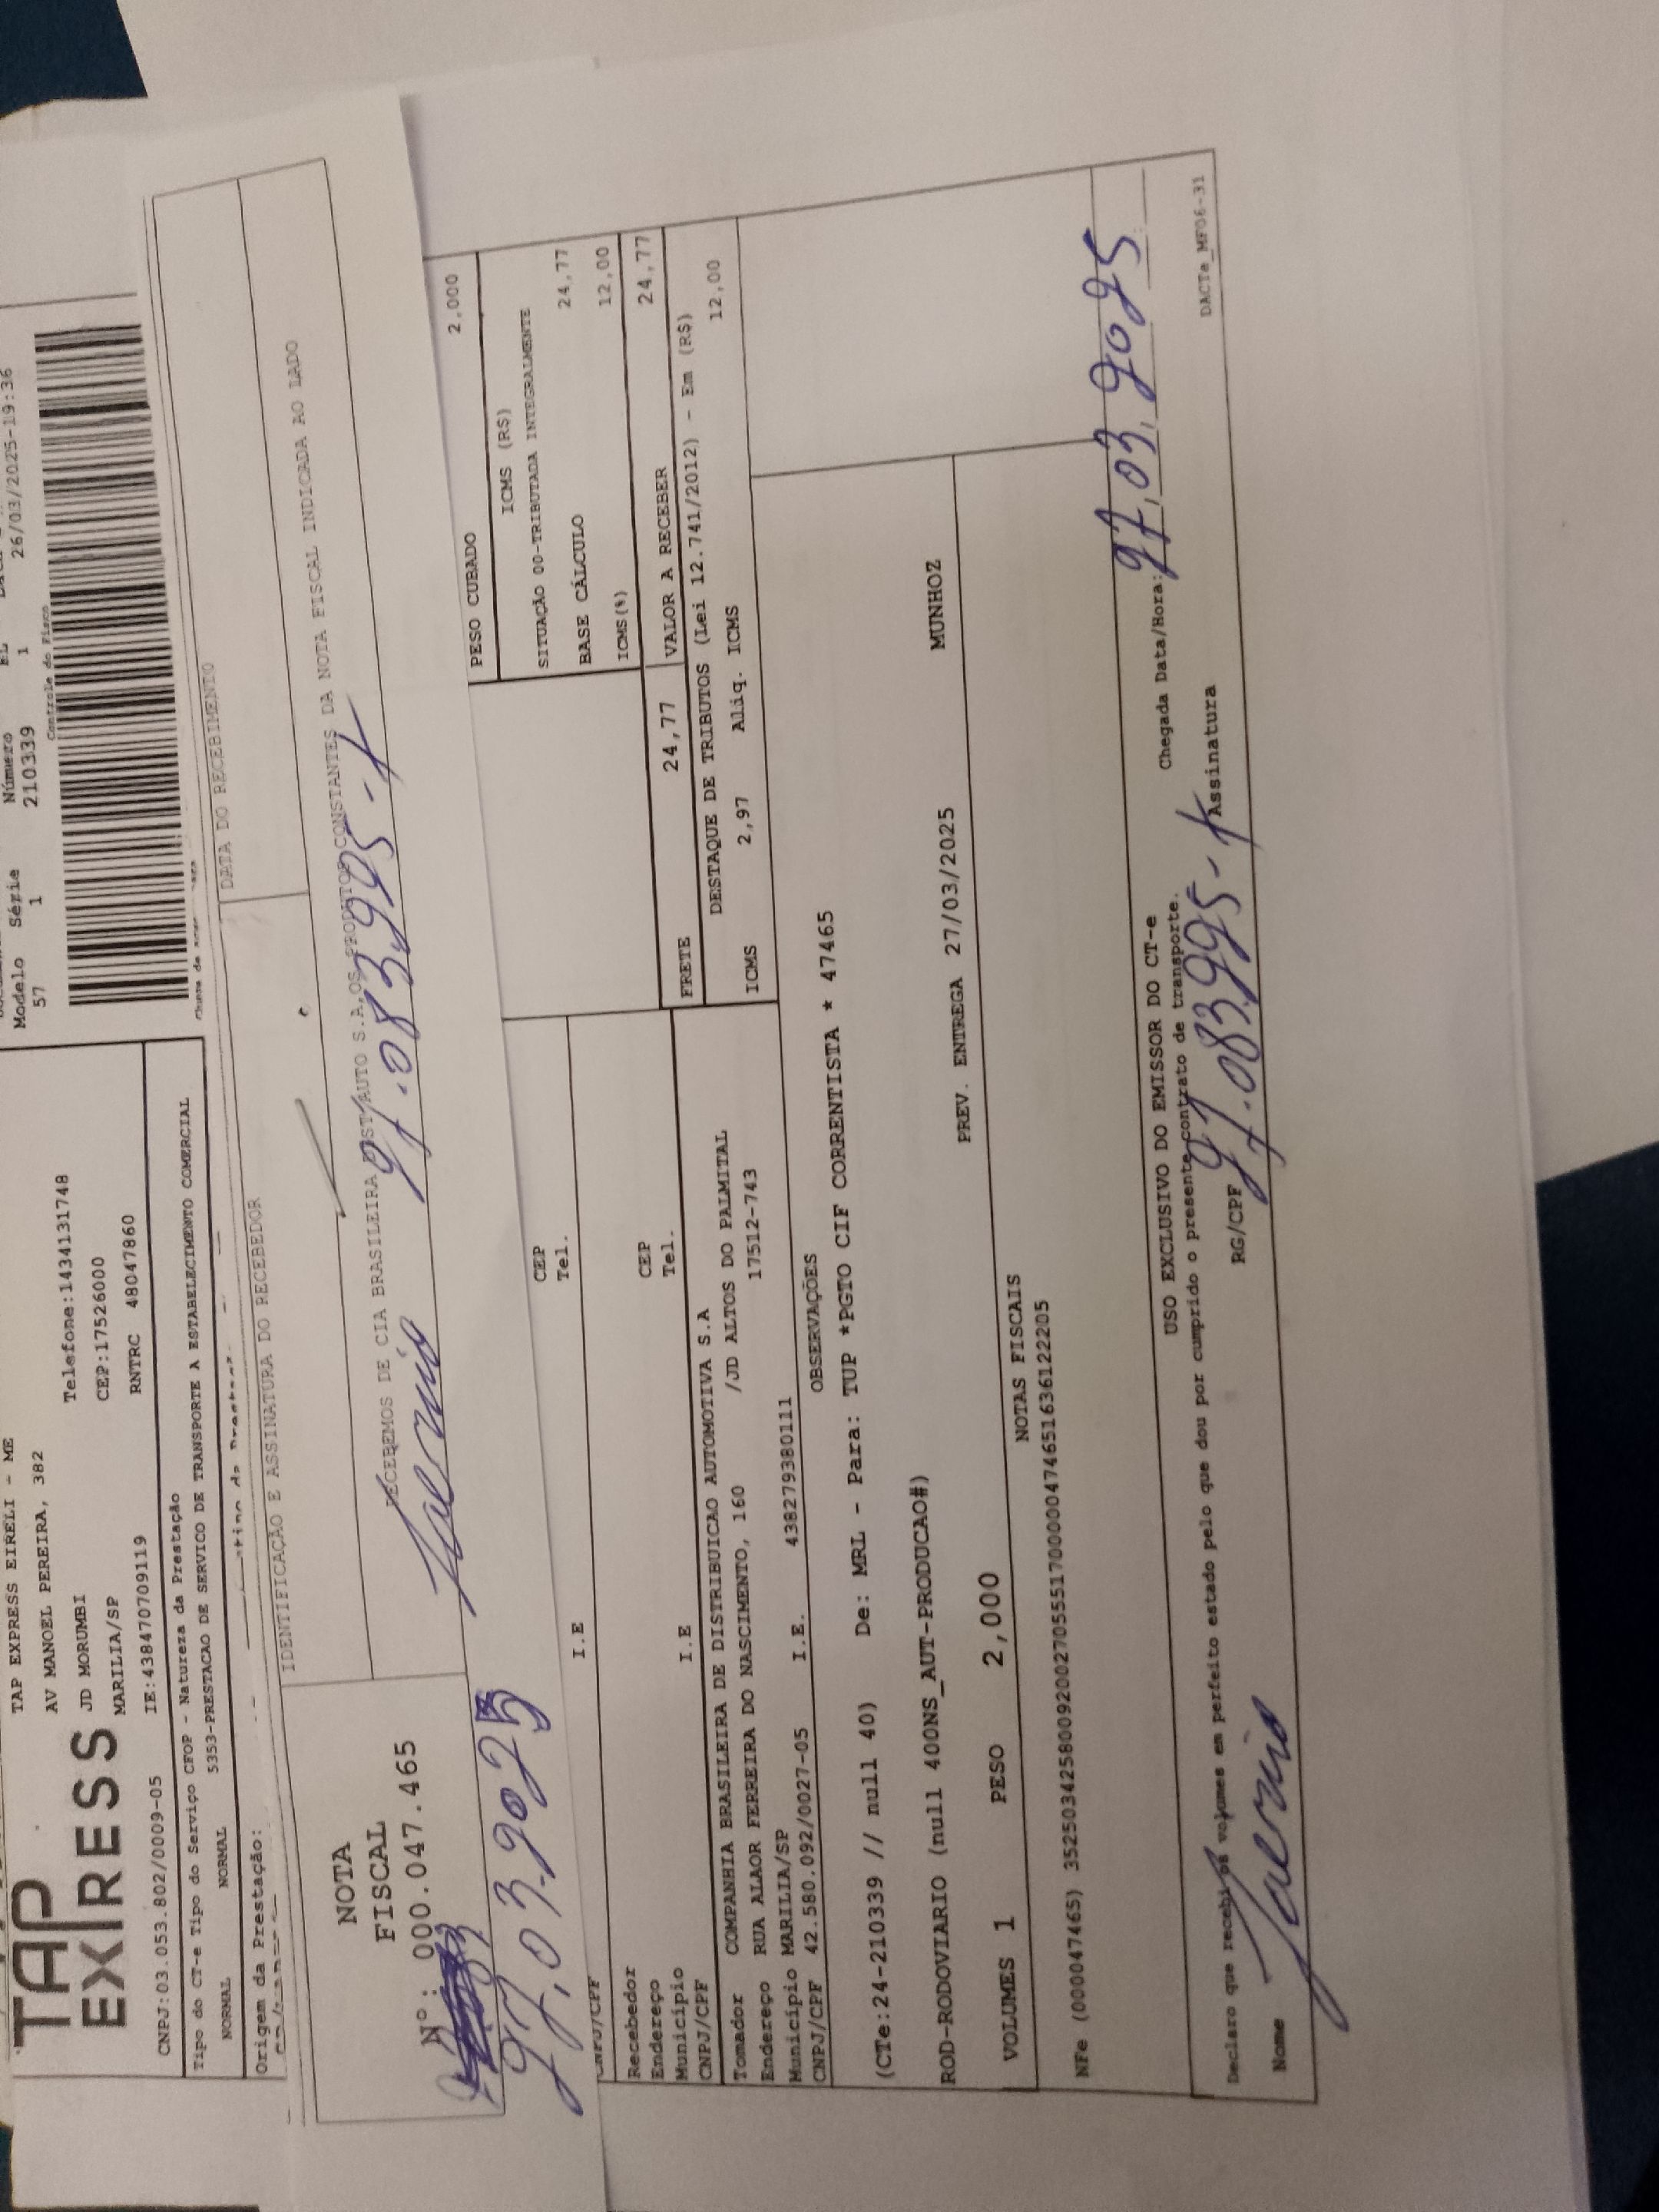 TAP
EXPRESS
TAP EXPRESS EIRELI - ME
AV MANOEL PEREIRA, 382
JD MORUMBI
MARILIA/SP
Telefone:1434131748
CEP:17526000
CNPJ:03.053.802/0009-05
IE:438470709119
RNTRC 48047860
Modelo Série Número
57 1 210339 1 26/03/2025-19:36
Controle do Fisco
Tipo do CT-e Tipo do Serviço CFOP - Natureza da Prestação
NORMAL NORMAL 5353-PRESTACAO DE SERVICO DE TRANSPORTE A ESTABELECIMENTO COMERCIAL
Origem da Prestação:
NOTA
FISCAL
Nº: 000.047.465
27,03.2025
IDENTIFICAÇÃO E ASSINATURA DO RECEBEDOR
DATA DO RECEBIMENTO
RECEBEMOS DE CIA BRASILEIRA DIST AUTO S.A,OS PRODUTOS CONSTANTES DA NOTA FISCAL INDICADA AO LADO
PESO CUBADO 2,000
ICMS (R$)
SITUAÇÃO 00-TRIBUTADA INTEGRALMENTE
BASE CÁLCULO 24,77
ICMS(%) 12,00
CNPJ/CPF I.E CEP
Tel.
Recebedor
Endereço
Município CEP
CNPJ/CPF I.E Tel.
FRETE 24,77 VALOR A RECEBER 24,77
DESTAQUE DE TRIBUTOS (Lei 12.741/2012) - Em (R$)
ICMS 2,97 Aliq. ICMS 12,00
Tomador COMPANHIA BRASILEIRA DE DISTRIBUICAO AUTOMOTIVA S.A
Endereço RUA ALAOR FERREIRA DO NASCIMENTO, 160 /JD ALTOS DO PALMITAL
Município MARILIA/SP 17512-743
CNPJ/CPF 42.580.092/0027-05 I.E. 438279380111
OBSERVAÇÕES
(CTe:24-210339 // null 40) De: MRL - Para: TUP *PGTO CIF CORRENTISTA * 47465
ROD-RODOVIARIO (null 400NS_AUT-PRODUCAO#)
PREV. ENTREGA 27/03/2025 MUNHOZ
VOLUMES 1 PESO 2,000
NOTAS FISCAIS
NFe (000047465) 35250342580092002705551700000474651636122205
USO EXCLUSIVO DO EMISSOR DO CT-e
Declaro que recebi os volumes em perfeito estado pelo que dou por cumprido o presente contrato de transporte.
Chegada Data/Hora: 27,03,2025
Nome
RG/CPF
Assinatura
DACTe_MF06-31